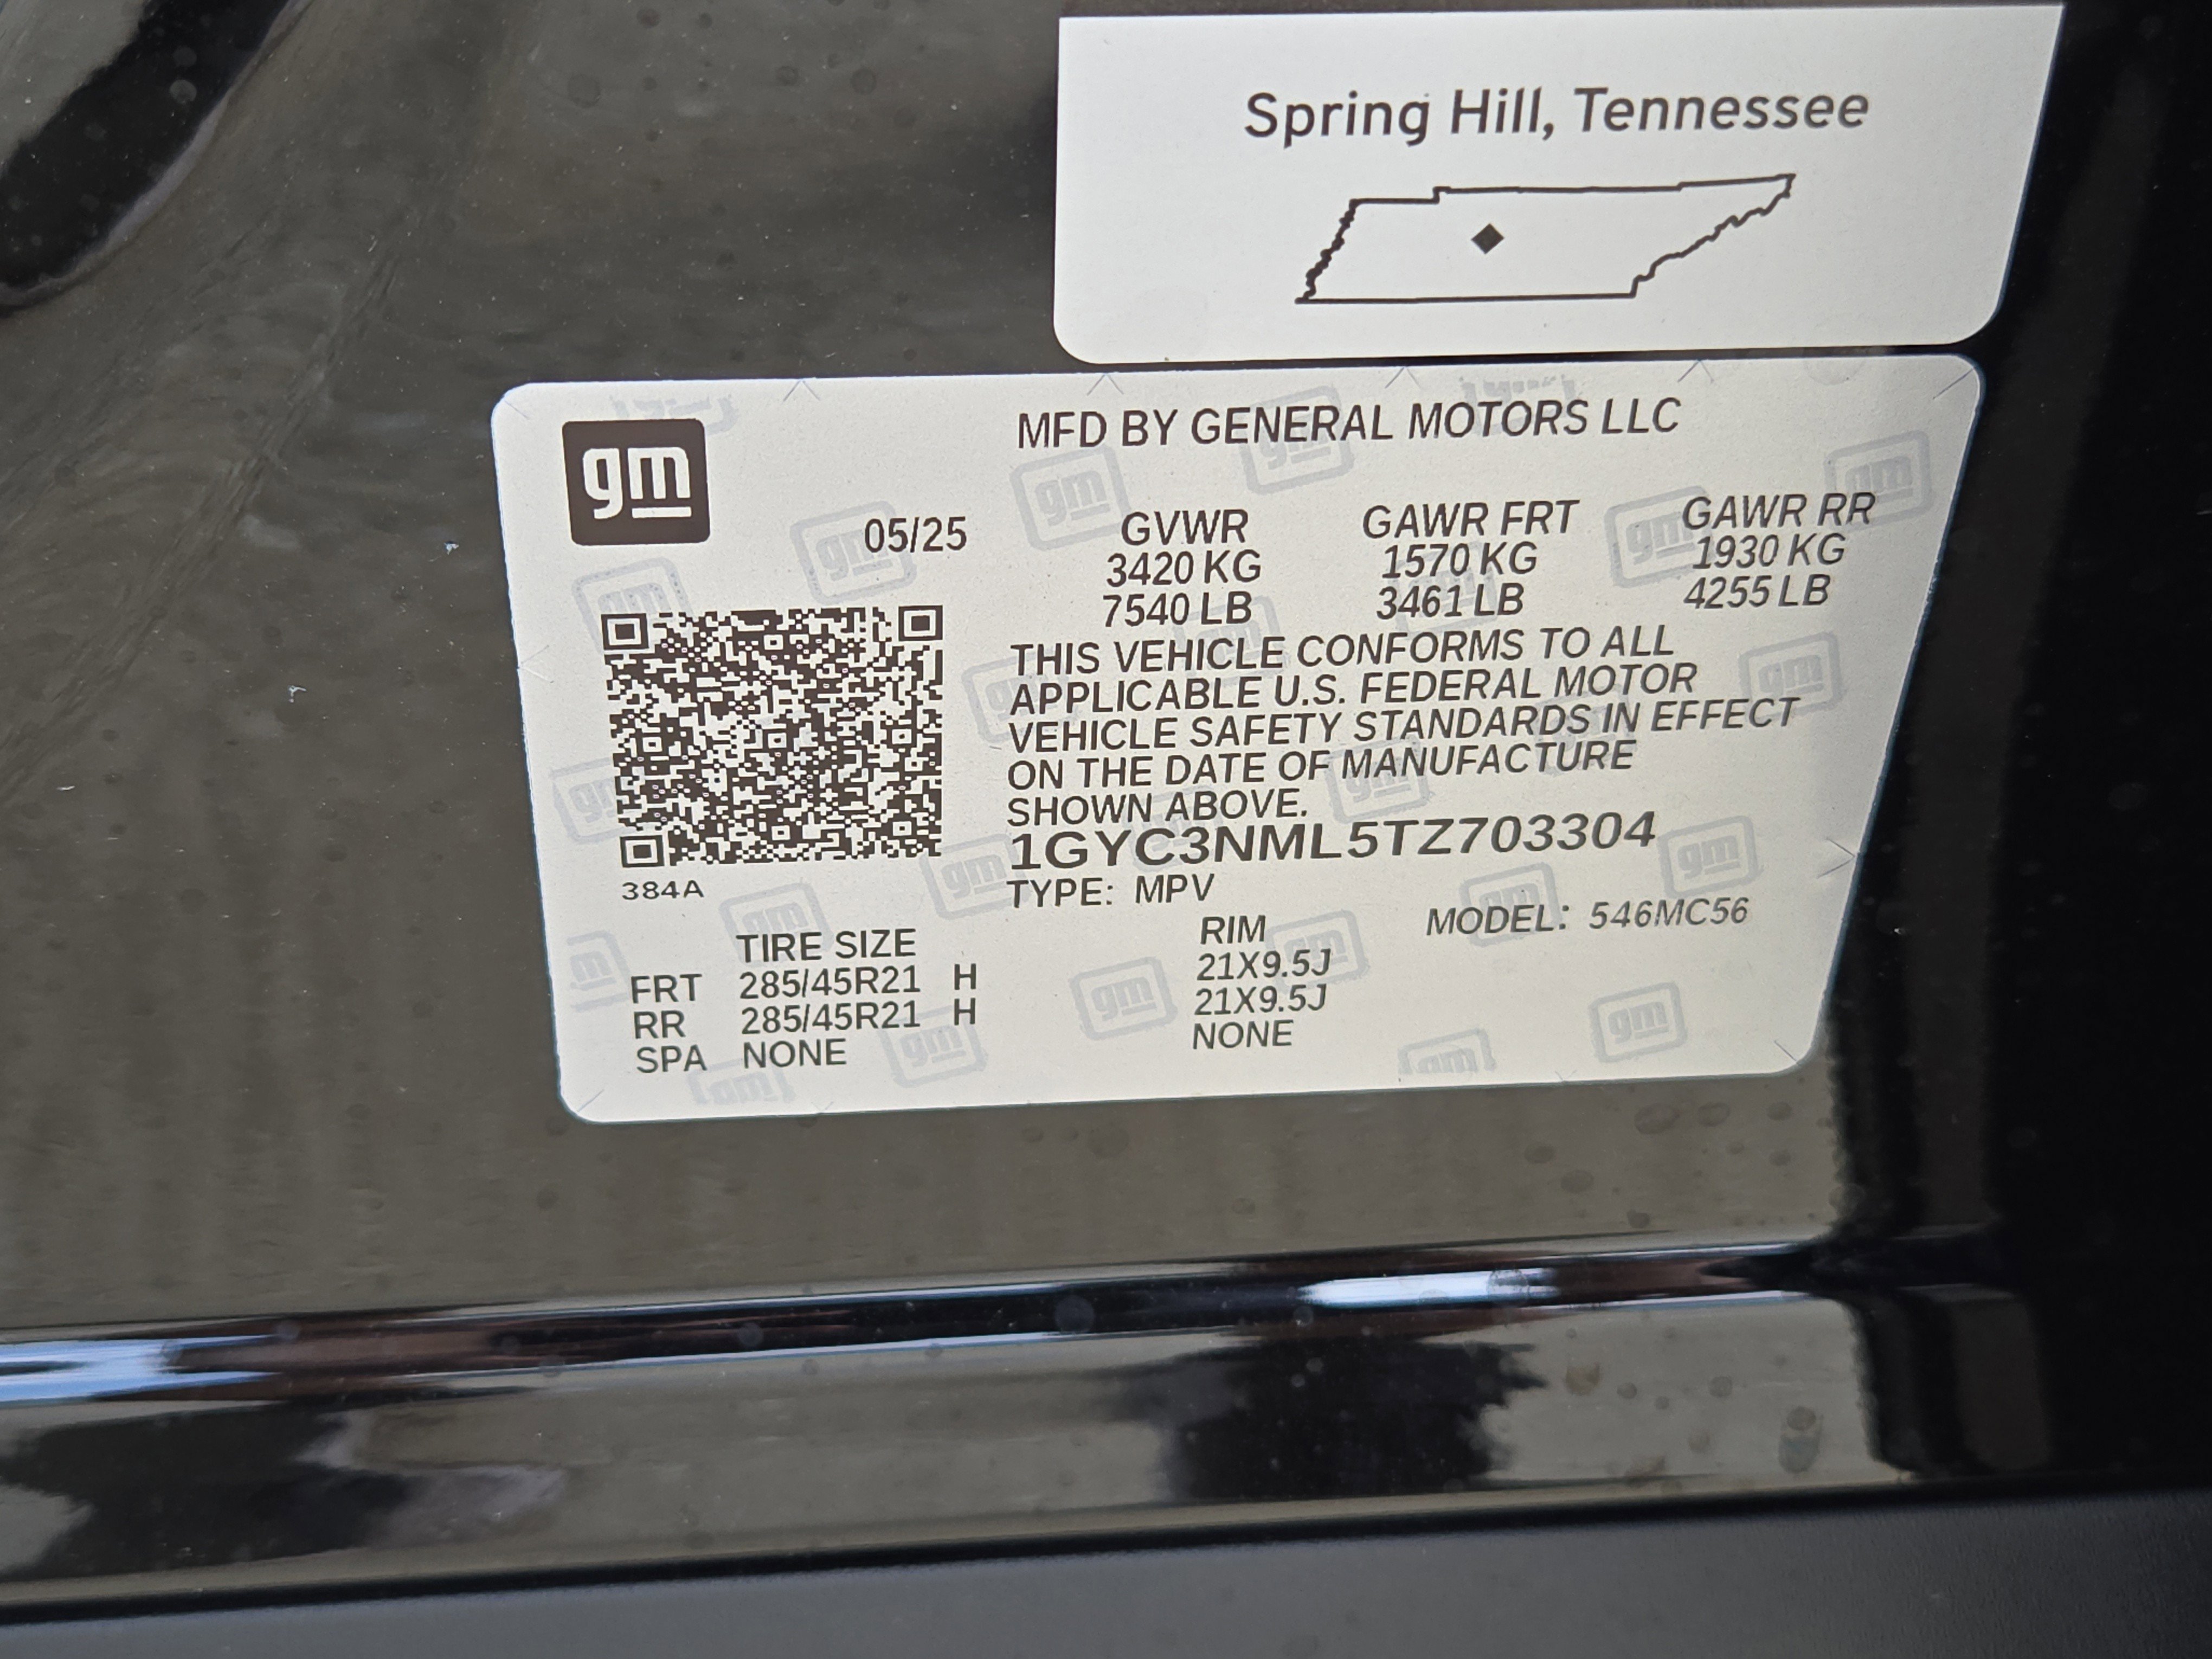 Spring Hill, Tennessee
gm
MFD BY GENERAL MOTORS LLC
05/25
GVWR GAWR FRT GAWR RR
3420 KG 1570 KG 1930 KG
7540 LB 3461 LB 4255 LB
THIS VEHICLE CONFORMS TO ALL
APPLICABLE U.S. FEDERAL MOTOR
VEHICLE SAFETY STANDARDS IN EFFECT
ON THE DATE OF MANUFACTURE
SHOWN ABOVE.
1GYC3NML5TZ703304
384A
TYPE: MPV
MODEL: 546MC56
TIRE SIZE RIM
FRT 285/45R21 H 21X9.5J
RR 285/45R21 H 21X9.5J
SPA NONE NONE